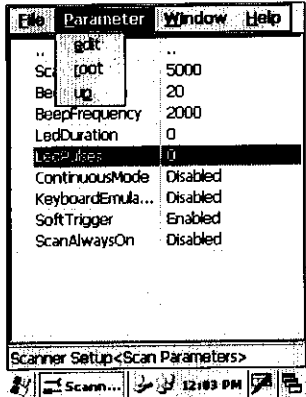 File Parameter Window Help
edit
root
up
.. ..
Sca 5000
Bee 20
BeepFrequency 2000
LedDuration 0
LedPulses 0
ContinuousMode Disabled
KeyboardEmula... Disabled
SoftTrigger Enabled
ScanAlwaysOn Disabled
Scanner Setup<Scan Parameters>
Scann... 12:03 PM